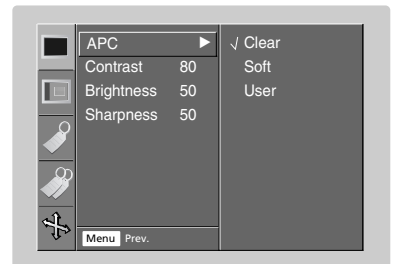 APC ▶ √ Clear
Contrast 80 Soft
Brightness 50 User
Sharpness 50
Menu Prev.